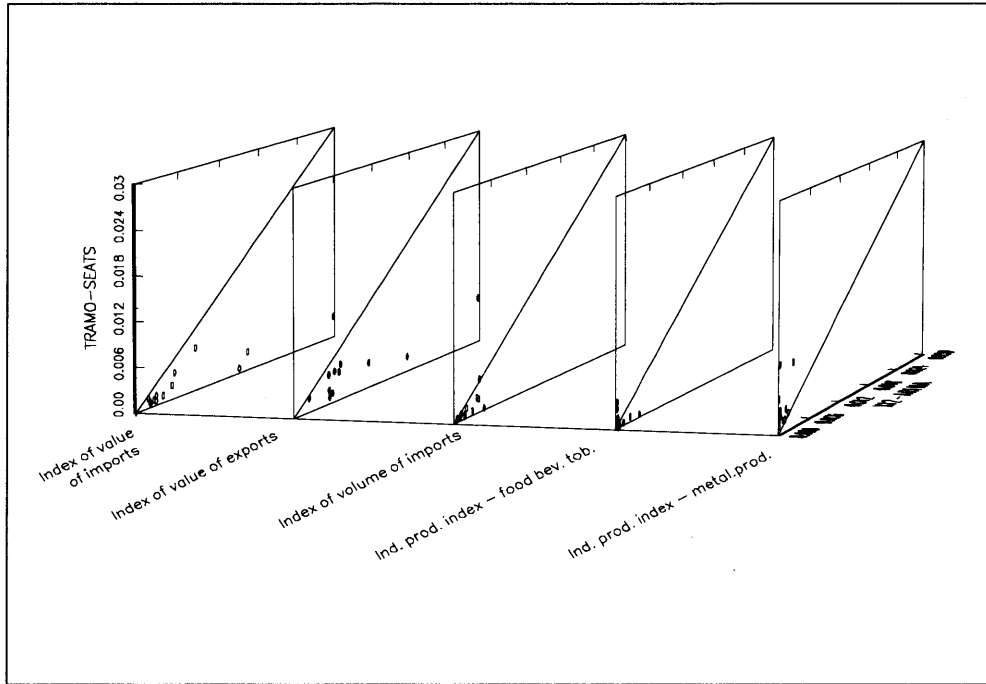 TRAMO-SEATS
0.03
0.024
0.018
0.012
0.006
0.00
Index of value
of imports
Index of value of exports
Index of volume of imports
Ind. prod. index – food bev. tob.
Ind. prod. index – metal.prod.